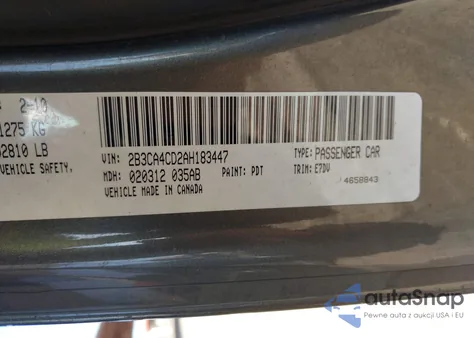 2-10
1275 KG
2810 LB
VEHICLE SAFETY,
VIN: 2B3CA4CD2AH183447
TYPE: PASSENGER CAR
MDH: 020312 035AB
PAINT: PDT
TRIM: E7DV
VEHICLE MADE IN CANADA
4658943
autoSnap
Pewne auta z aukcji USA i EU